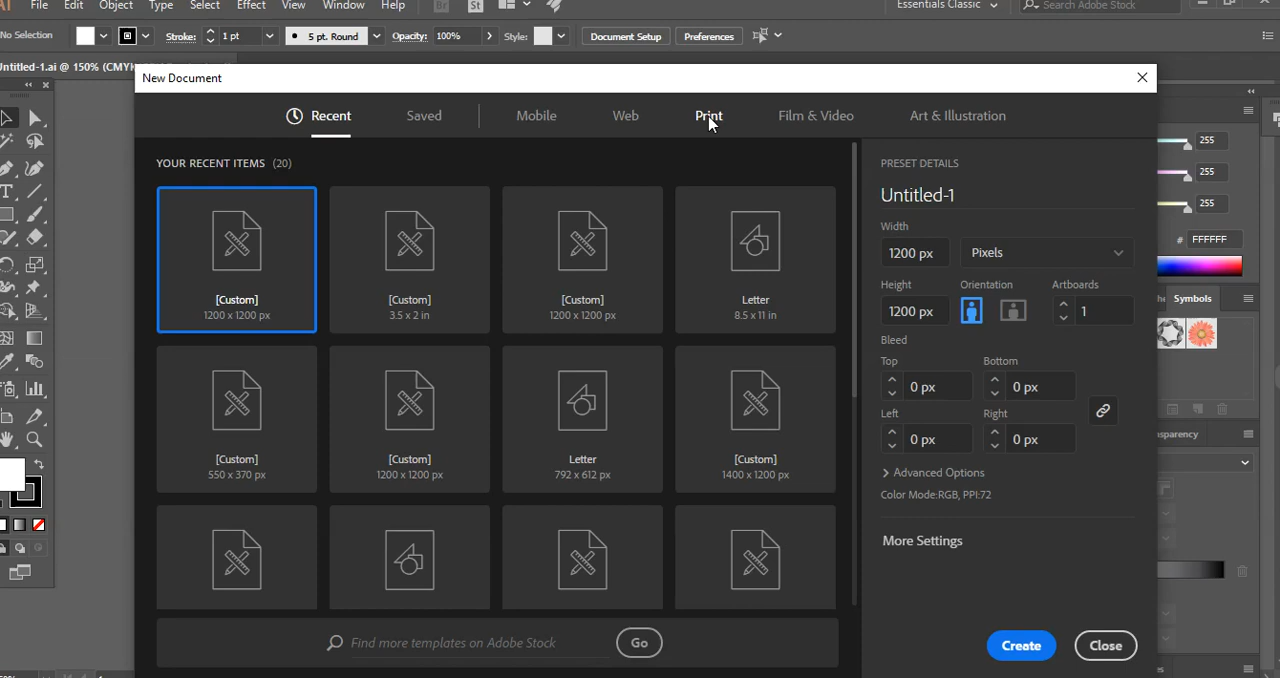 File Edit Object Type Select Effect View Window Help Br St Essentials Classic Search Adobe Stock
No Selection Stroke: 1 pt 5 pt. Round Opacity: 100% Style: Document Setup Preferences
Untitled-1.ai @ 150% (CMY
New Document
Recent Saved Mobile Web Print Film & Video Art & Illustration
YOUR RECENT ITEMS (20)
[Custom]
1200 x 1200 px
[Custom]
3.5 x 2 in
[Custom]
1200 x 1200 px
Letter
8.5 x 11 in
[Custom]
550 x 370 px
[Custom]
1200 x 1200 px
Letter
792 x 612 px
[Custom]
1400 x 1200 px
Find more templates on Adobe Stock Go
PRESET DETAILS
Untitled-1
Width
1200 px Pixels
Height Orientation Artboards
1200 px 1
Bleed
Top Bottom
0 px 0 px
Left Right
0 px 0 px
Advanced Options
Color Mode:RGB, PPI:72
More Settings
Create Close
255
255
255
# FFFFFF
Symbols